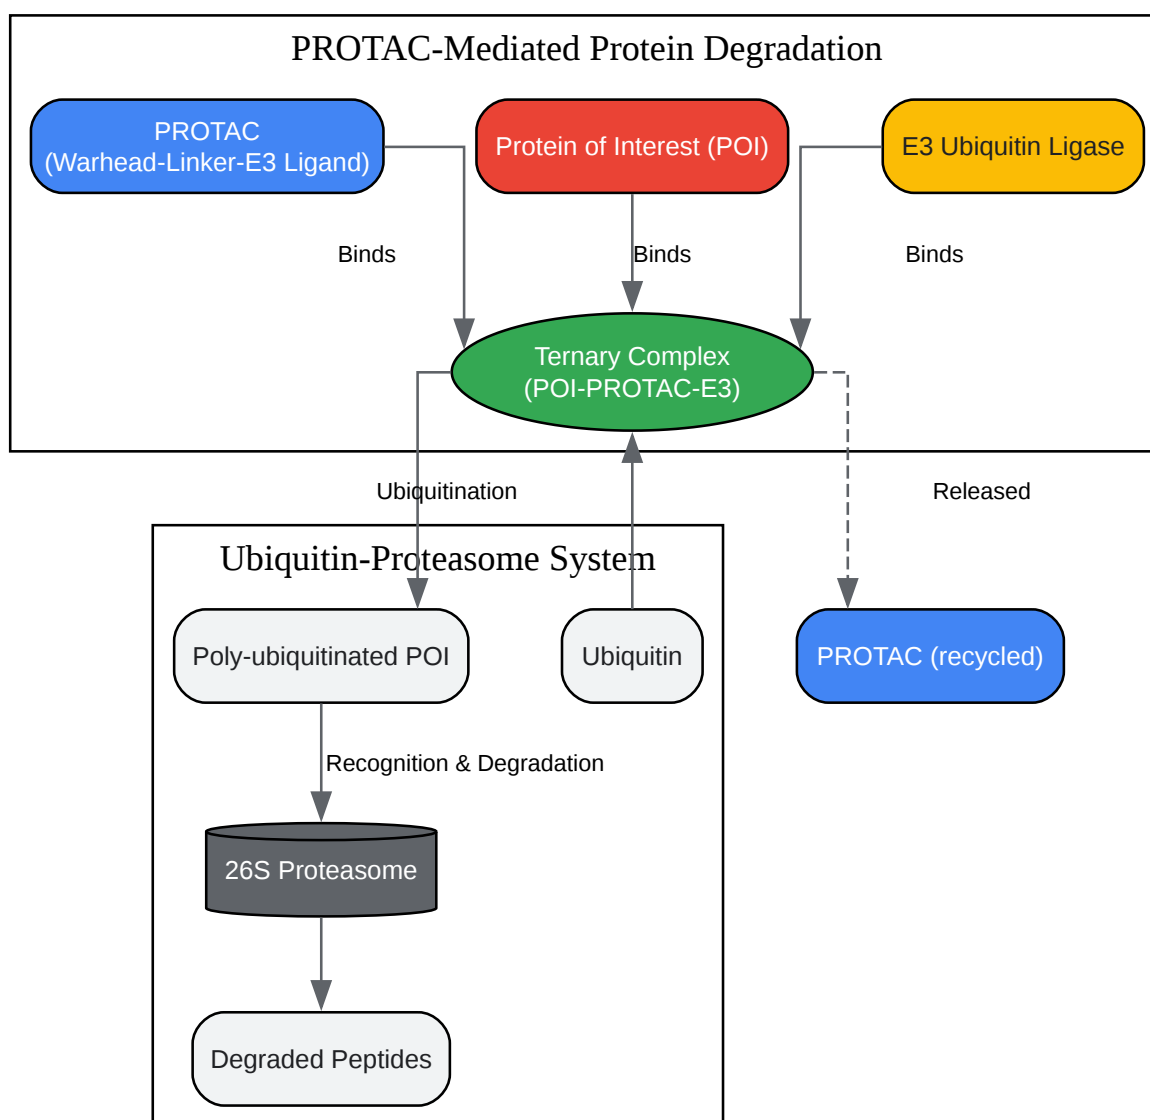 PROTAC-Mediated Protein Degradation
PROTAC
(Warhead-Linker-E3 Ligand)
Protein of Interest (POI)
E3 Ubiquitin Ligase
Binds
Binds
Binds
Ternary Complex
(POI-PROTAC-E3)
Ubiquitination
Released
Ubiquitin-Proteasome System
Poly-ubiquitinated POI
Ubiquitin
PROTAC (recycled)
Recognition & Degradation
26S Proteasome
Degraded Peptides